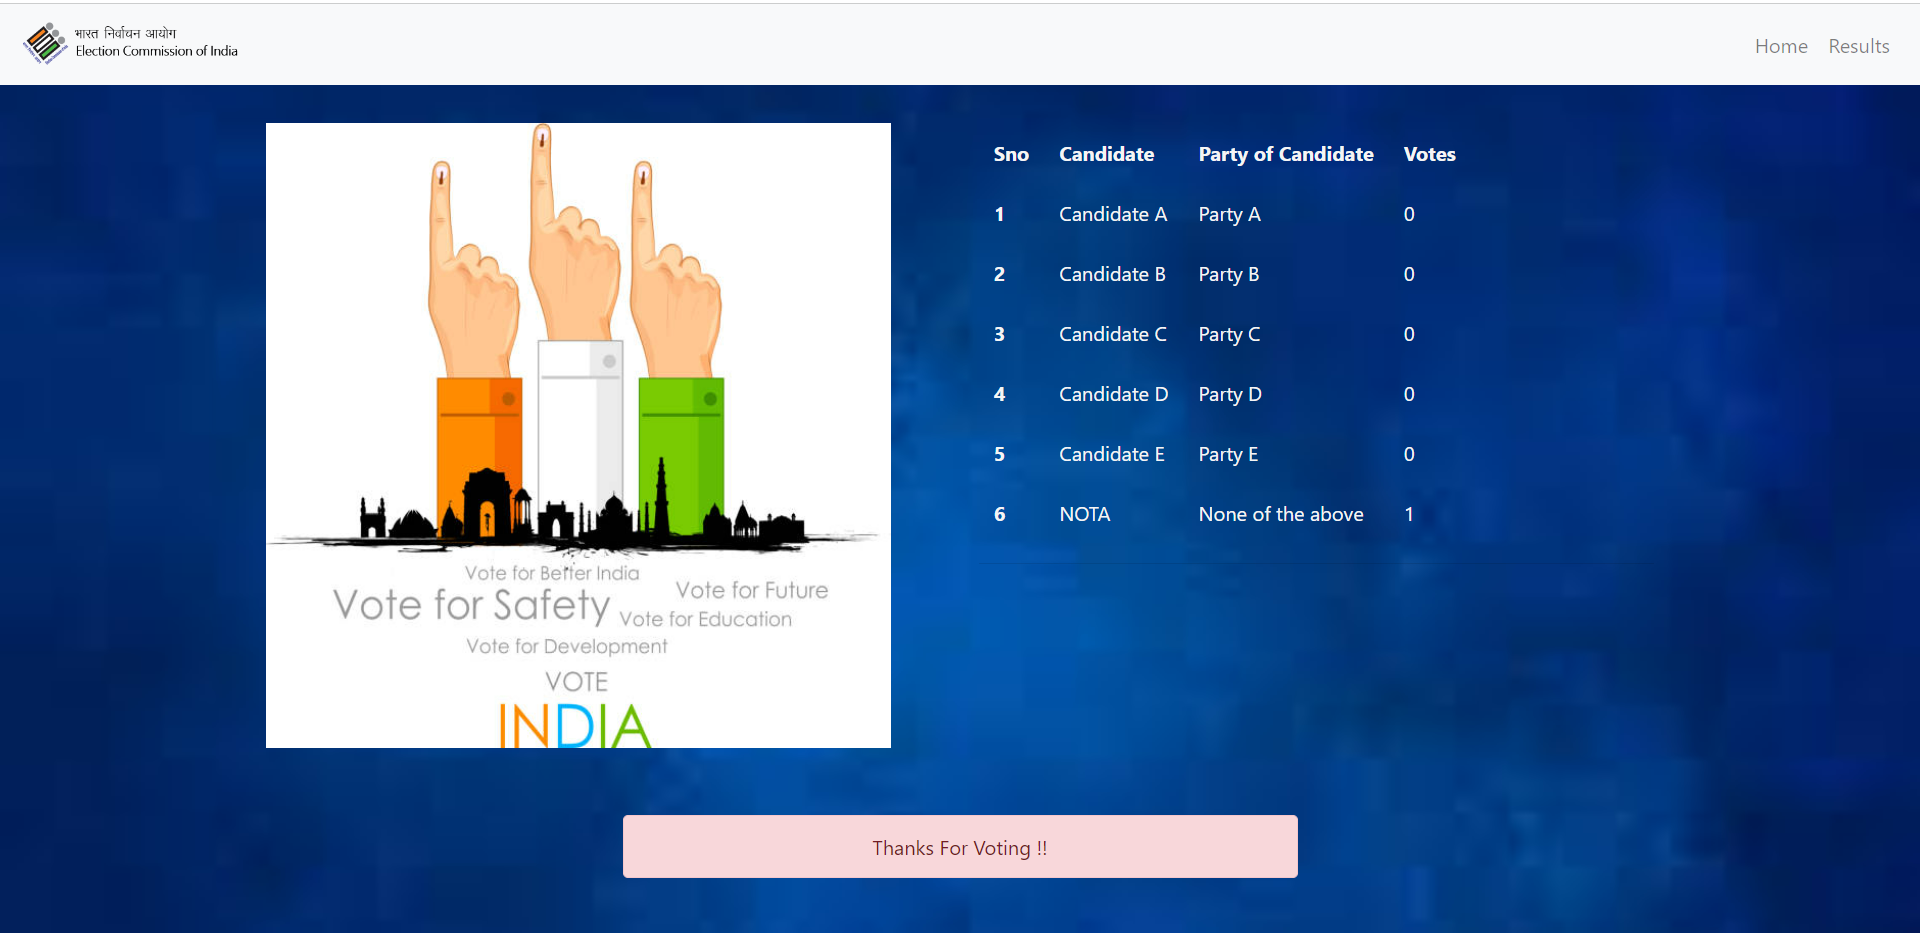 भारत निर्वाचन आयोग
Election Commission of India
Home Results
Sno Candidate Party of Candidate Votes
1 Candidate A Party A 0
2 Candidate B Party B 0
3 Candidate C Party C 0
4 Candidate D Party D 0
5 Candidate E Party E 0
6 NOTA None of the above 1
Vote for Better India
Vote for Future
Vote for Safety
Vote for Education
Vote for Development
VOTE
INDIA
Thanks For Voting !!